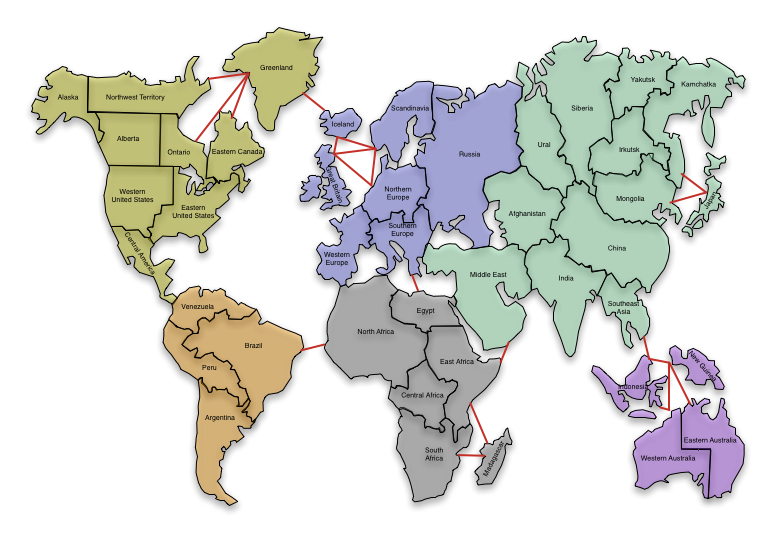 Greenland
Alaska
Northwest Territory
Alberta
Ontario
Eastern Canada
Western
United States
Eastern
United States
Central America
Venezuela
Brazil
Peru
Argentina
Iceland
Scandinavia
Great Britain
Northern
Europe
Southern
Europe
Western
Europe
Russia
North Africa
Egypt
East Africa
Central Africa
South
Africa
Madagascar
Ural
Siberia
Yakutsk
Kamchatka
Irkutsk
Mongolia
Japan
Afghanistan
China
Middle East
India
Southeast
Asia
Indonesia
New Guinea
Western Australia
Eastern Australia